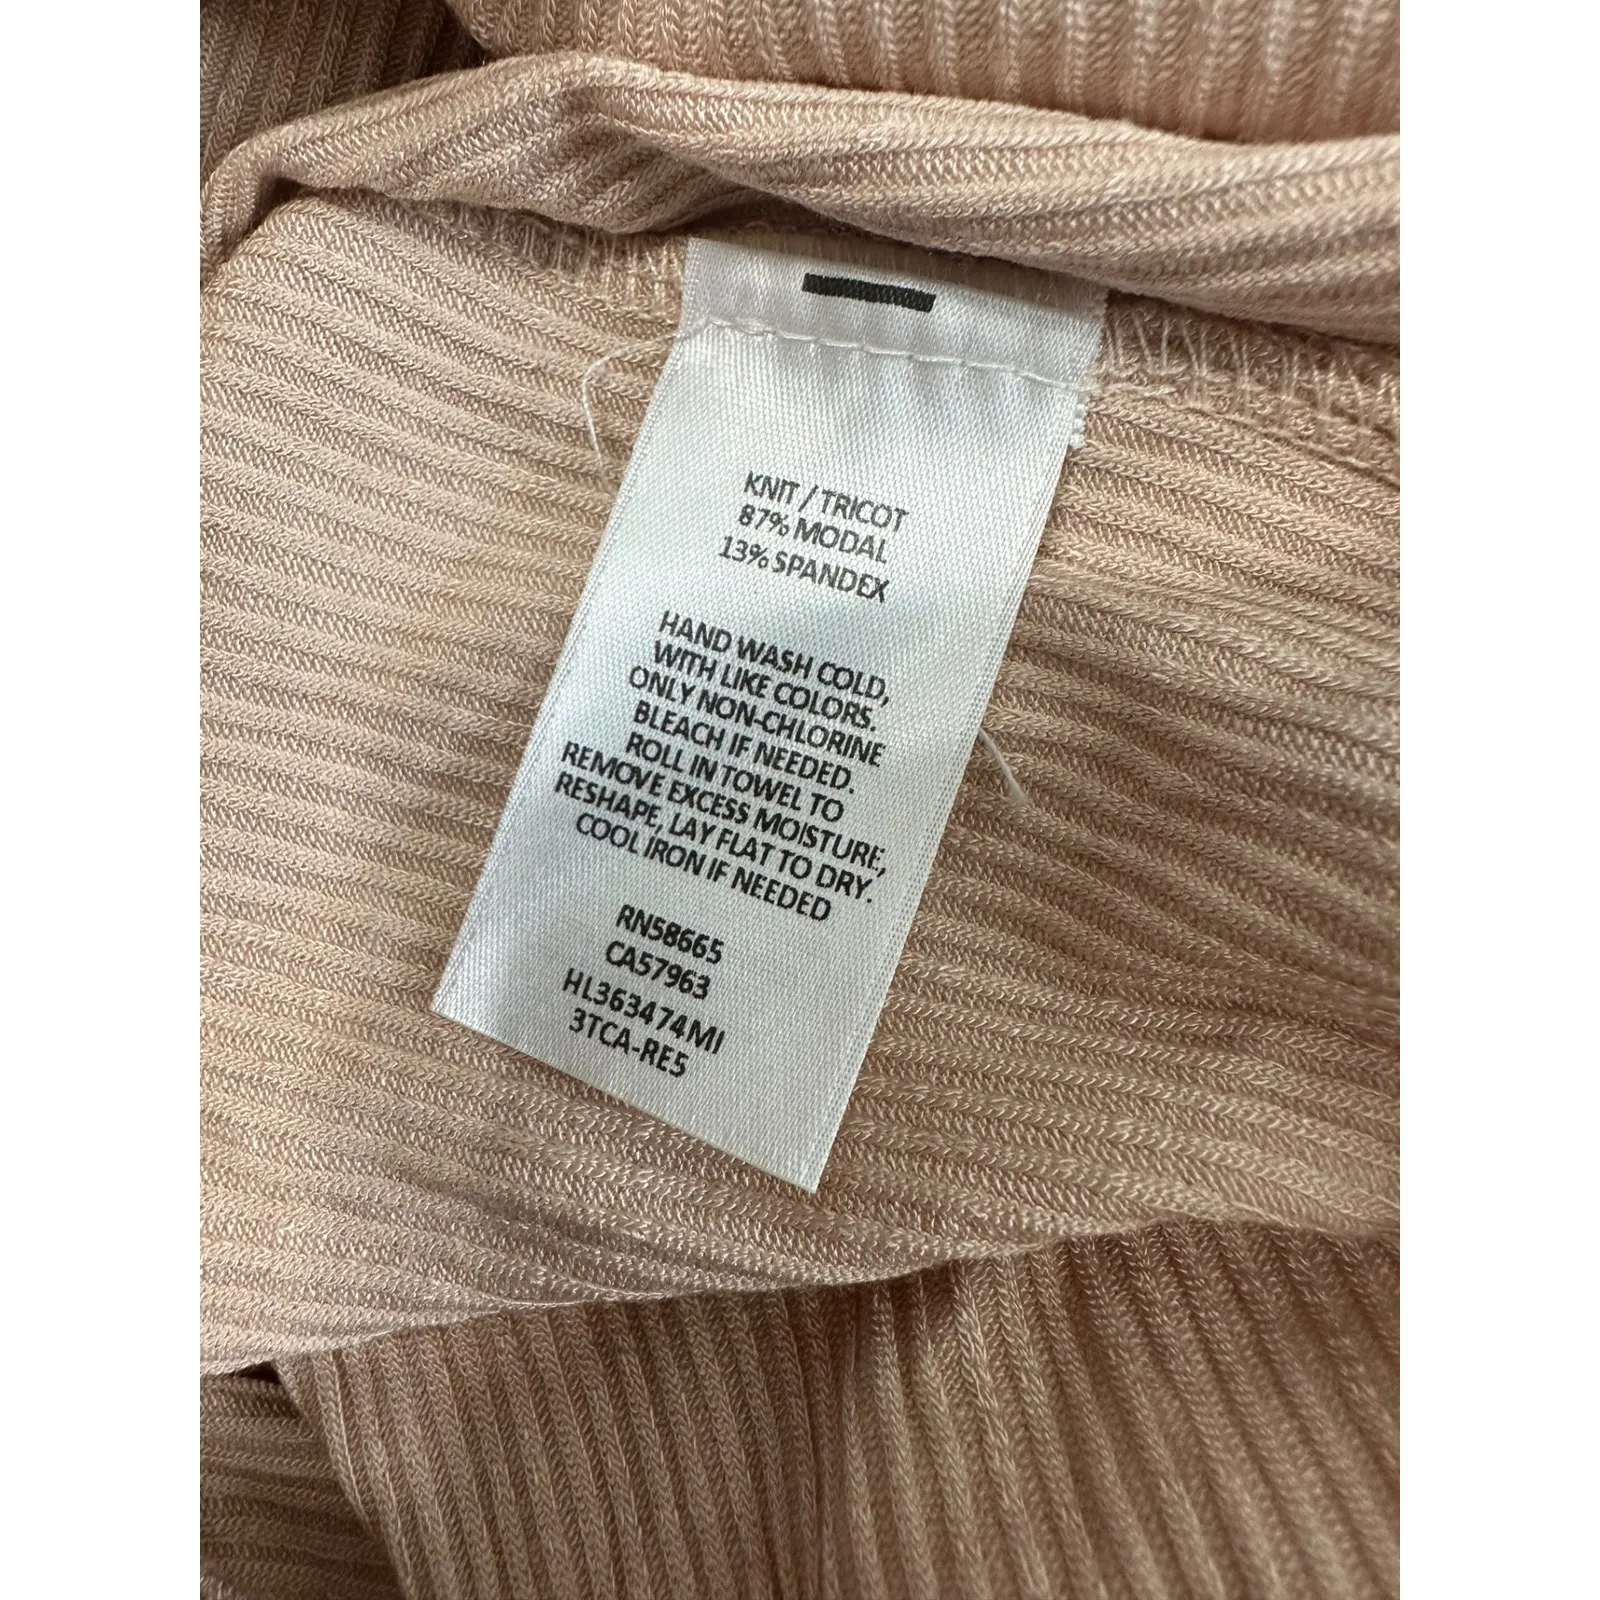 KNIT / TRICOT
87% MODAL
13% SPANDEX
HAND WASH COLD,
WITH LIKE COLORS.
ONLY NON-CHLORINE
BLEACH IF NEEDED.
ROLL IN TOWEL TO
REMOVE EXCESS MOISTURE,
RESHAPE, LAY FLAT TO DRY.
COOL IRON IF NEEDED
RN58665
CA57963
HL363474MI
3TCA-RE5